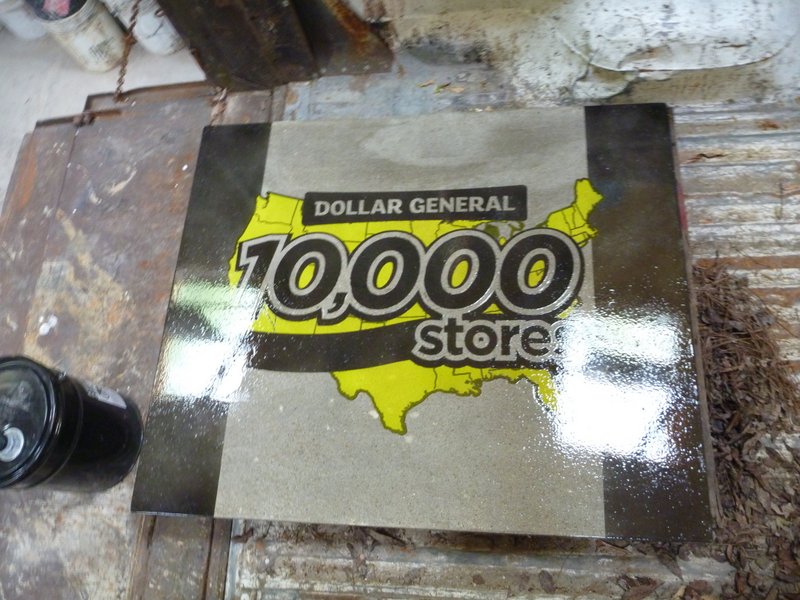 DOLLAR GENERAL
10,000
stores